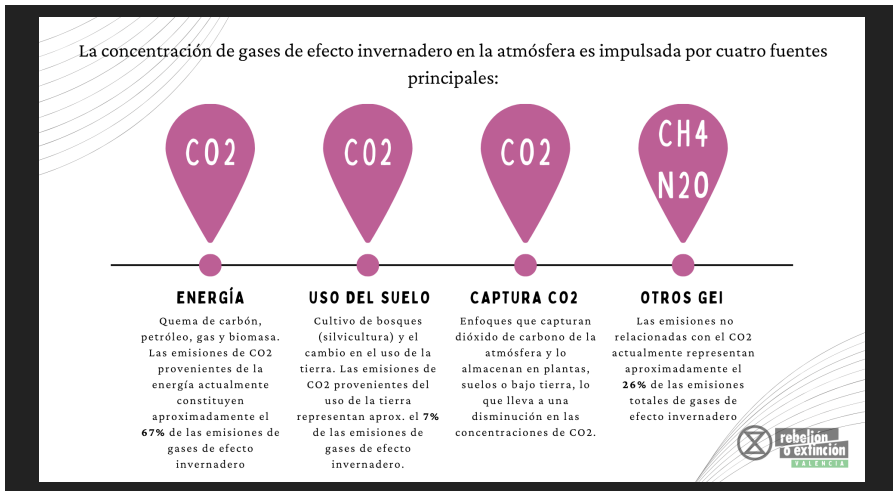 La concentración de gases de efecto invernadero en la atmósfera es impulsada por cuatro fuentes
principales:
CO2
CO2
CO2
CH4
N2O
ENERGÍA
Quema de carbón,
petróleo, gas y biomasa.
Las emisiones de CO2
provenientes de la
energía actualmente
constituyen
aproximadamente el
67% de las emisiones de
gases de efecto
invernadero
USO DEL SUELO
Cultivo de bosques
(silvicultura) y el
cambio en el uso de la
tierra. Las emisiones de
CO2 provenientes del
uso de la tierra
representan aprox. el 7%
de las emisiones de
gases de efecto
invernadero.
CAPTURA CO2
Enfoques que capturan
dióxido de carbono de la
atmósfera y lo
almacenan en plantas,
suelos o bajo tierra, lo
que lleva a una
disminución en las
concentraciones de CO2.
OTROS GEI
Las emisiones no
relacionadas con el CO2
actualmente representan
aproximadamente el
26% de las emisiones
totales de gases de
efecto invernadero
rebelión
o extinción
VALENCIA